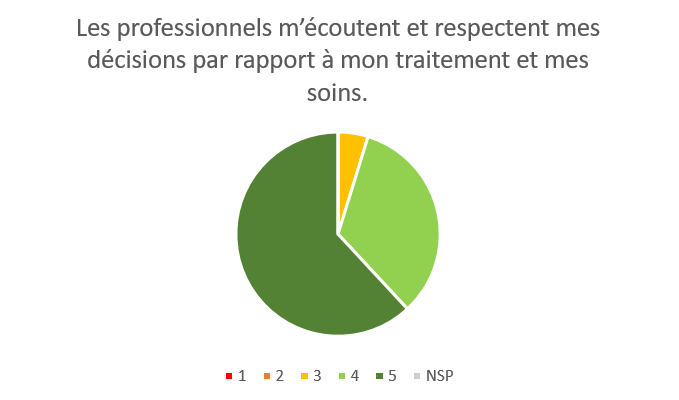 Les professionnels m’écoutent et respectent mes
décisions par rapport à mon traitement et mes
soins.
1 2 3 4 5 NSP